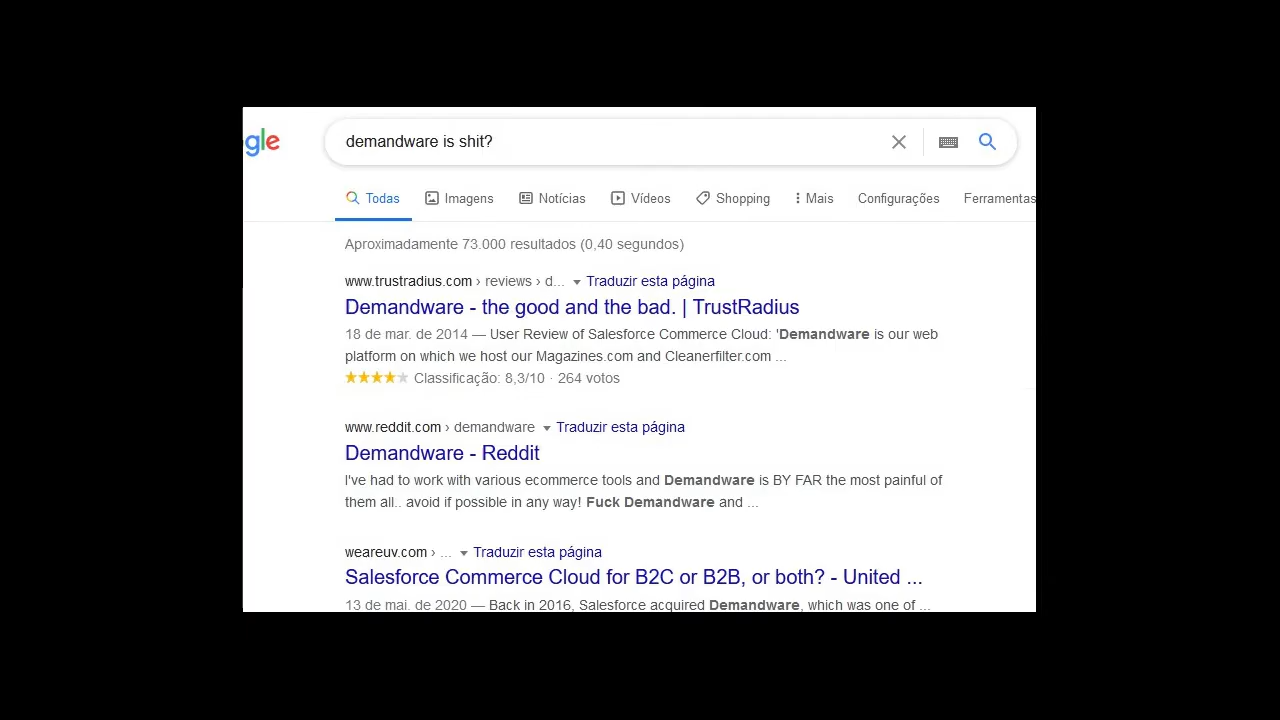 gle
demandware is shit?
Todas Imagens Notícias Vídeos Shopping Mais Configurações Ferramentas
Aproximadamente 73.000 resultados (0,40 segundos)
www.trustradius.com › reviews › d... Traduzir esta página
Demandware - the good and the bad. | TrustRadius
18 de mar. de 2014 — User Review of Salesforce Commerce Cloud: 'Demandware is our web
platform on which we host our Magazines.com and Cleanerfilter.com ...
Classificação: 8,3/10 · 264 votos
www.reddit.com › demandware Traduzir esta página
Demandware - Reddit
I've had to work with various ecommerce tools and Demandware is BY FAR the most painful of
them all.. avoid if possible in any way! Fuck Demandware and ...
weareuv.com › ... Traduzir esta página
Salesforce Commerce Cloud for B2C or B2B, or both? - United ...
13 de mai. de 2020 — Back in 2016, Salesforce acquired Demandware, which was one of ...